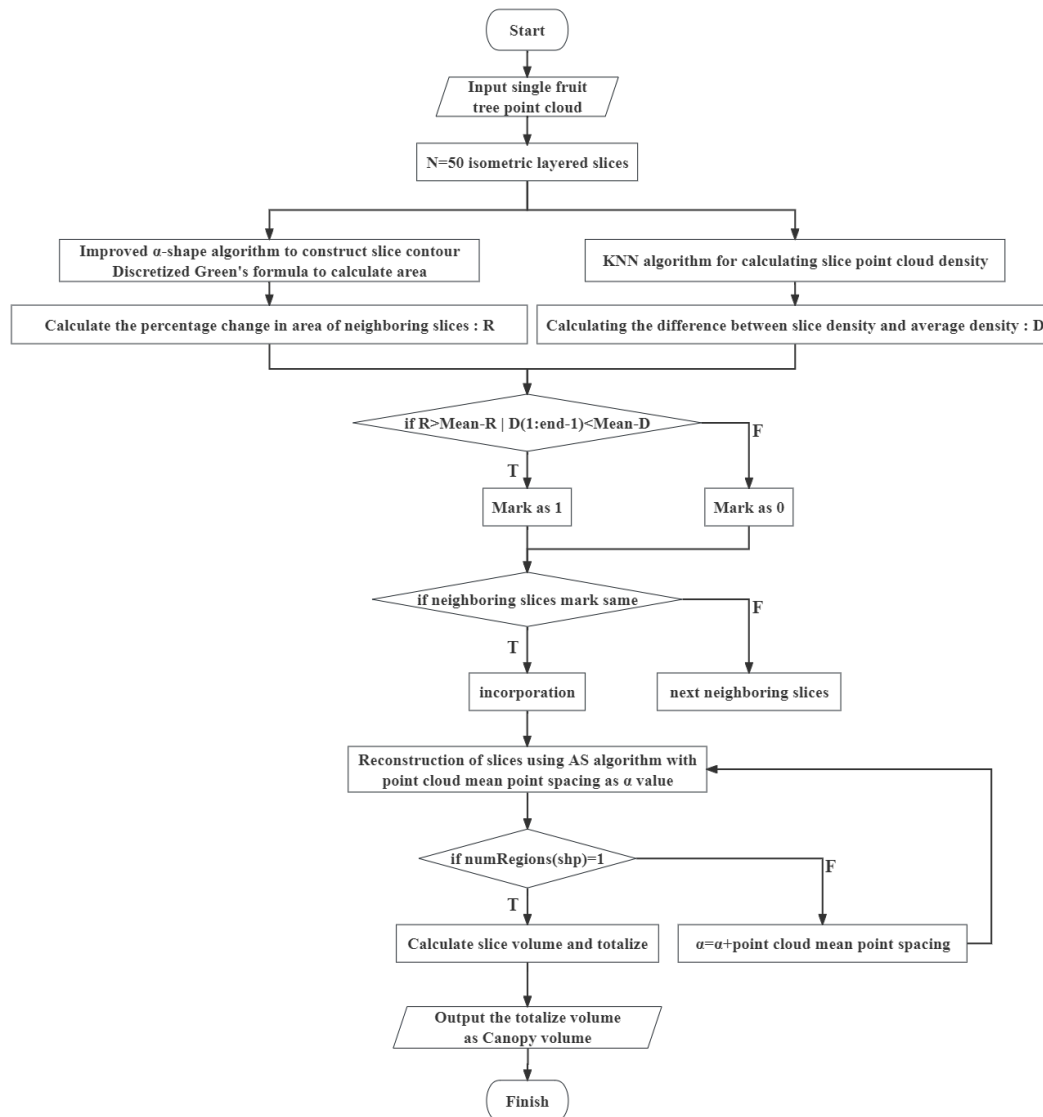 Start
Input single fruit
tree point cloud
N=50 isometric layered slices
Improved α-shape algorithm to construct slice contour
Discretized Green's formula to calculate area
KNN algorithm for calculating slice point cloud density
Calculate the percentage change in area of neighboring slices : R
Calculating the difference between slice density and average density : D
if R>Mean-R | D(1:end-1)<Mean-D
F
T
Mark as 1
Mark as 0
if neighboring slices mark same
F
T
incorporation
next neighboring slices
Reconstruction of slices using AS algorithm with
point cloud mean point spacing as α value
if numRegions(shp)=1
F
T
Calculate slice volume and totalize
α=α+point cloud mean point spacing
Output the totalize volume
as Canopy volume
Finish